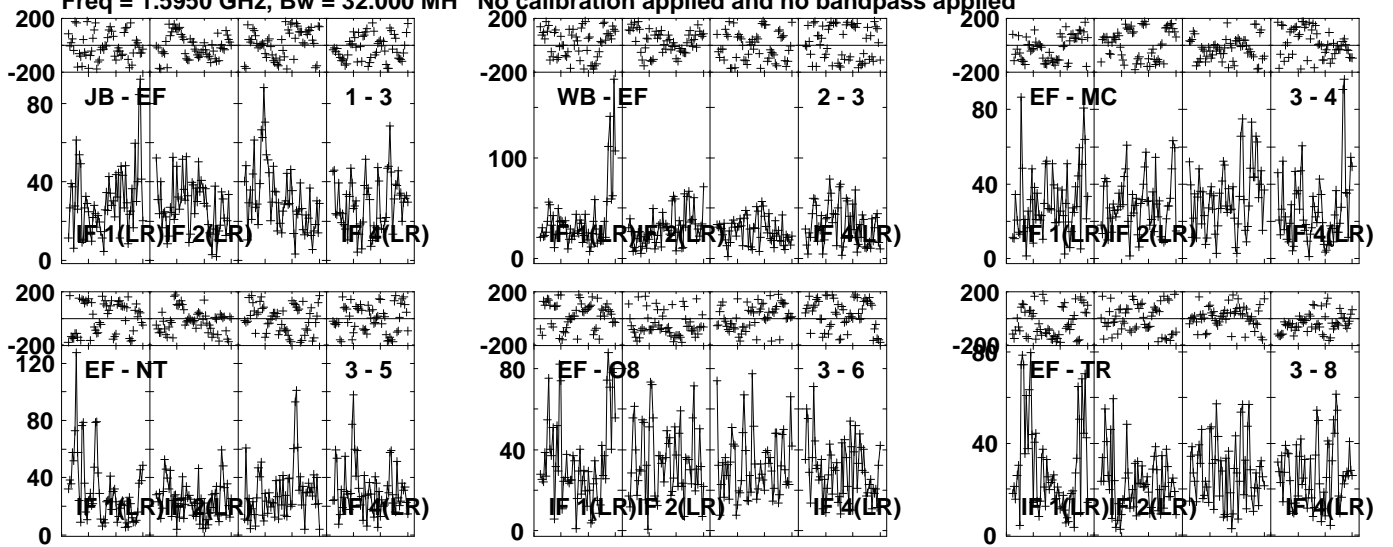 Freq = 1.5950 GHz, Bw = 32.000 MH No calibration applied and no bandpass applied
200 200 200
-200 -200 -200
JB - EF 1 - 3 WB - EF 2 - 3 EF - MC 3 - 4
80 100 80
40 40
IF 1(LR) IF 2(LR) IF 4(LR) IF 1(LR) IF 2(LR) IF 4(LR) IF 1(LR) IF 2(LR) IF 4(LR)
0 0 0
200 200 200
-200 -200 -200
EF - NT 3 - 5 EF - O8 3 - 6 EF - TR 3 - 8
120 80 80
80 40 40
40
IF 1(LR) IF 2(LR) IF 4(LR) IF 1(LR) IF 2(LR) IF 4(LR) IF 1(LR) IF 2(LR) IF 4(LR)
0 0 0